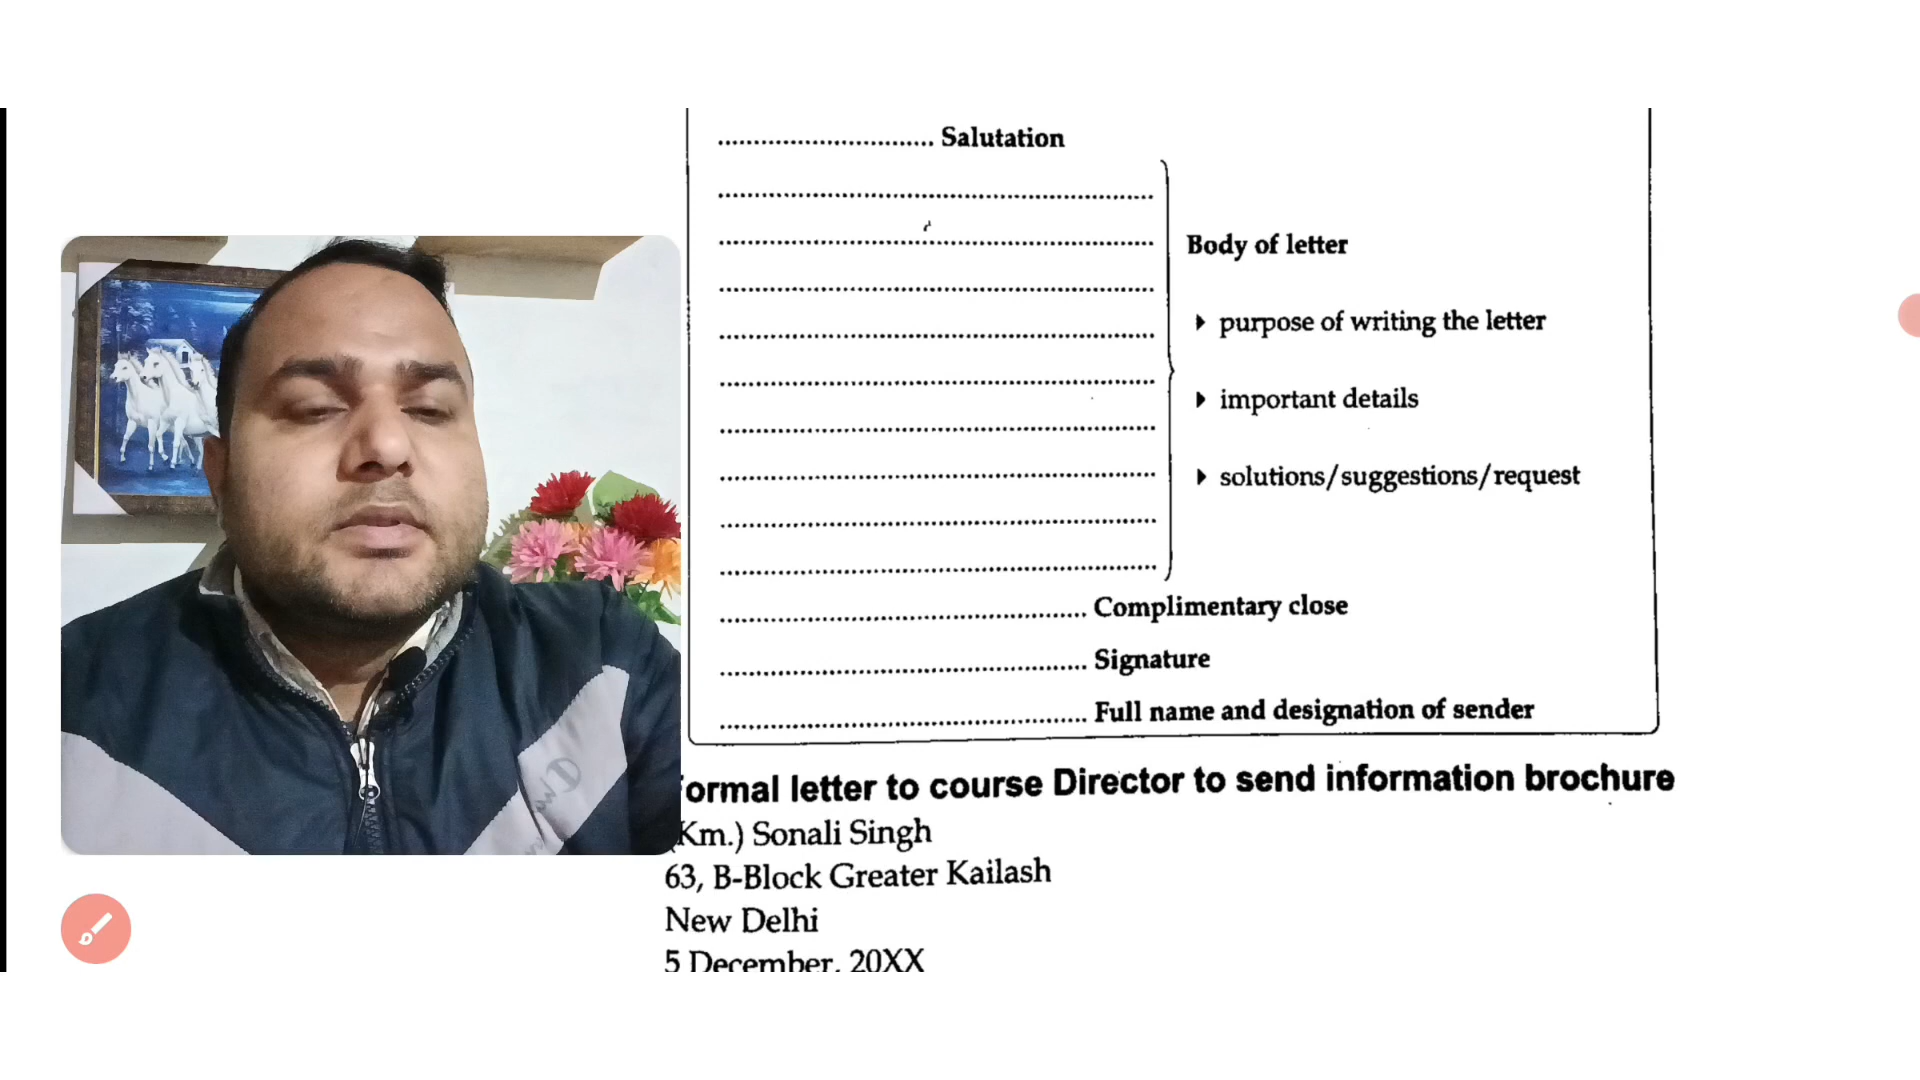 Salutation
Body of letter
purpose of writing the letter
important details
solutions/suggestions/request
Complimentary close
Signature
Full name and designation of sender
ormal letter to course Director to send information brochure
(Km.) Sonali Singh
63, B-Block Greater Kailash
New Delhi
5 December, 20XX